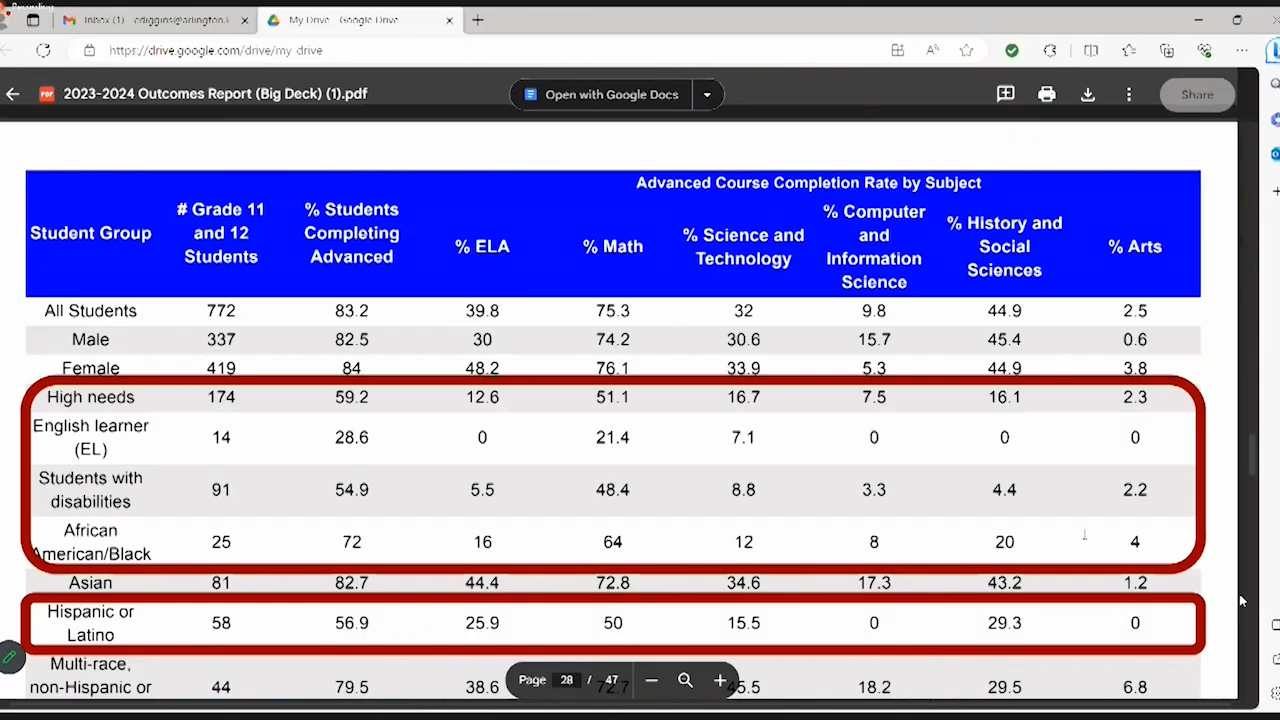 Recording
Inbox (1) ediggins@arlington.k
My Drive Google Drive
https://drive.google.com/drive/my drive
PDF 2023-2024 Outcomes Report (Big Deck) (1).pdf
Open with Google Docs
Share
Advanced Course Completion Rate by Subject
Student Group # Grade 11 and 12 Students % Students Completing Advanced % ELA % Math % Science and Technology % Computer and Information Science % History and Social Sciences % Arts
All Students 772 83.2 39.8 75.3 32 9.8 44.9 2.5
Male 337 82.5 30 74.2 30.6 15.7 45.4 0.6
Female 419 84 48.2 76.1 33.9 5.3 44.9 3.8
High needs 174 59.2 12.6 51.1 16.7 7.5 16.1 2.3
English learner
(EL) 14 28.6 0 21.4 7.1 0 0 0
Students with
disabilities 91 54.9 5.5 48.4 8.8 3.3 4.4 2.2
African
American/Black 25 72 16 64 12 8 20 4
Asian 81 82.7 44.4 72.8 34.6 17.3 43.2 1.2
Hispanic or
Latino 58 56.9 25.9 50 15.5 0 29.3 0
Multi-race,
non-Hispanic or 44 79.5 38.6 72.7 45.5 18.2 29.5 6.8
Page 28 / 47